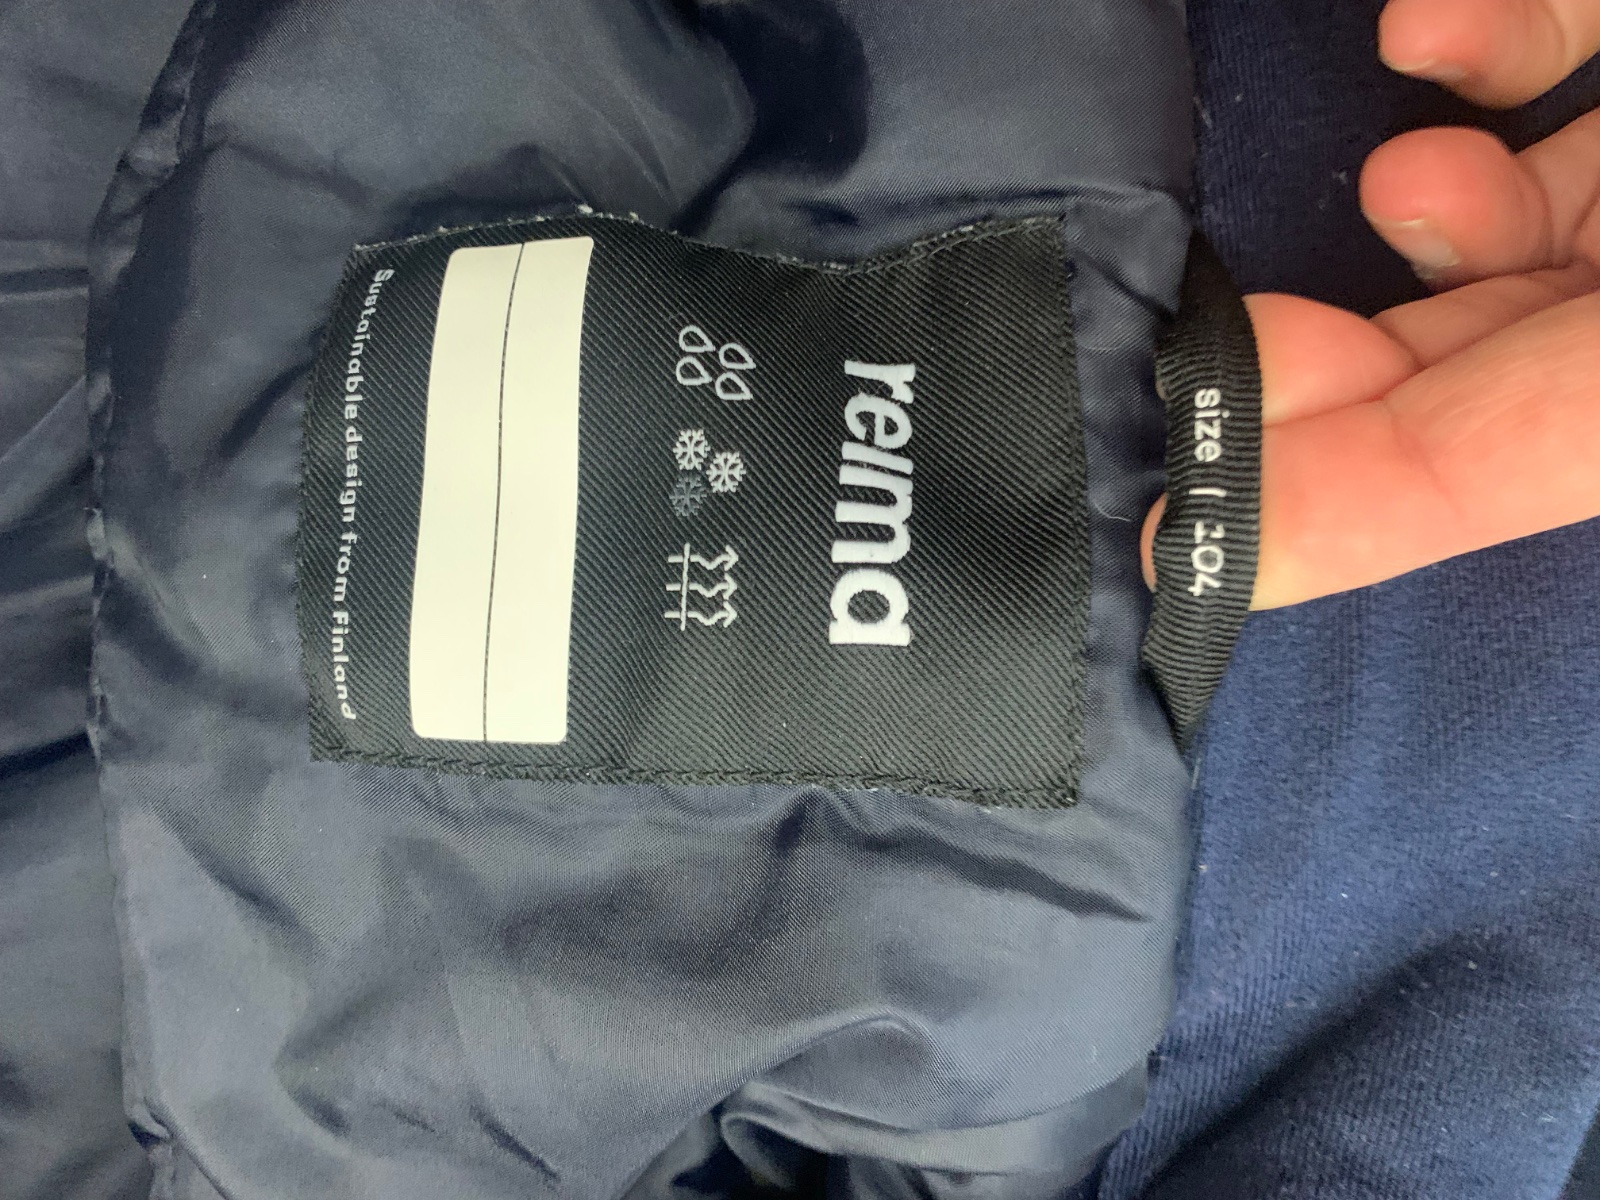 size | 104
reima
Sustainable design from Finland